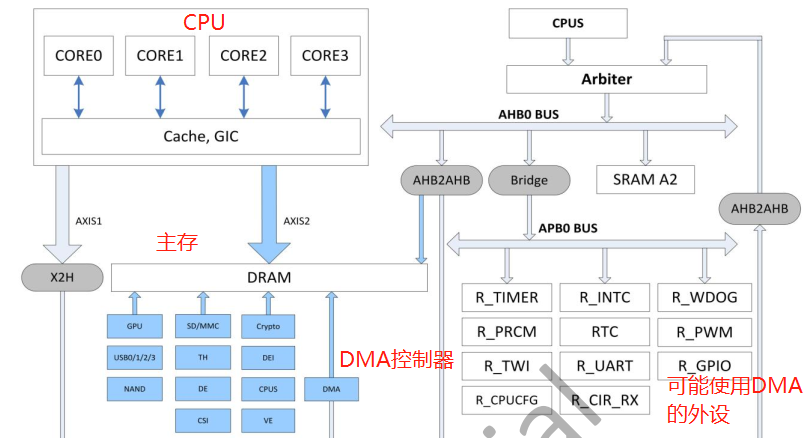 CPU
CORE0
CORE1
CORE2
CORE3
Cache, GIC
AXIS1
AXIS2
主存
X2H
DRAM
GPU
SD/MMC
Crypto
USB0/1/2/3
TH
DEI
NAND
DE
CPUS
DMA
CSI
VE
DMA控制器
CPUS
Arbiter
AHB0 BUS
AHB2AHB
Bridge
SRAM A2
AHB2AHB
APB0 BUS
R_TIMER
R_INTC
R_WDOG
R_PRCM
RTC
R_PWM
R_TWI
R_UART
R_GPIO
R_CPUCFG
R_CIR_RX
可能使用DMA
的外设
ial